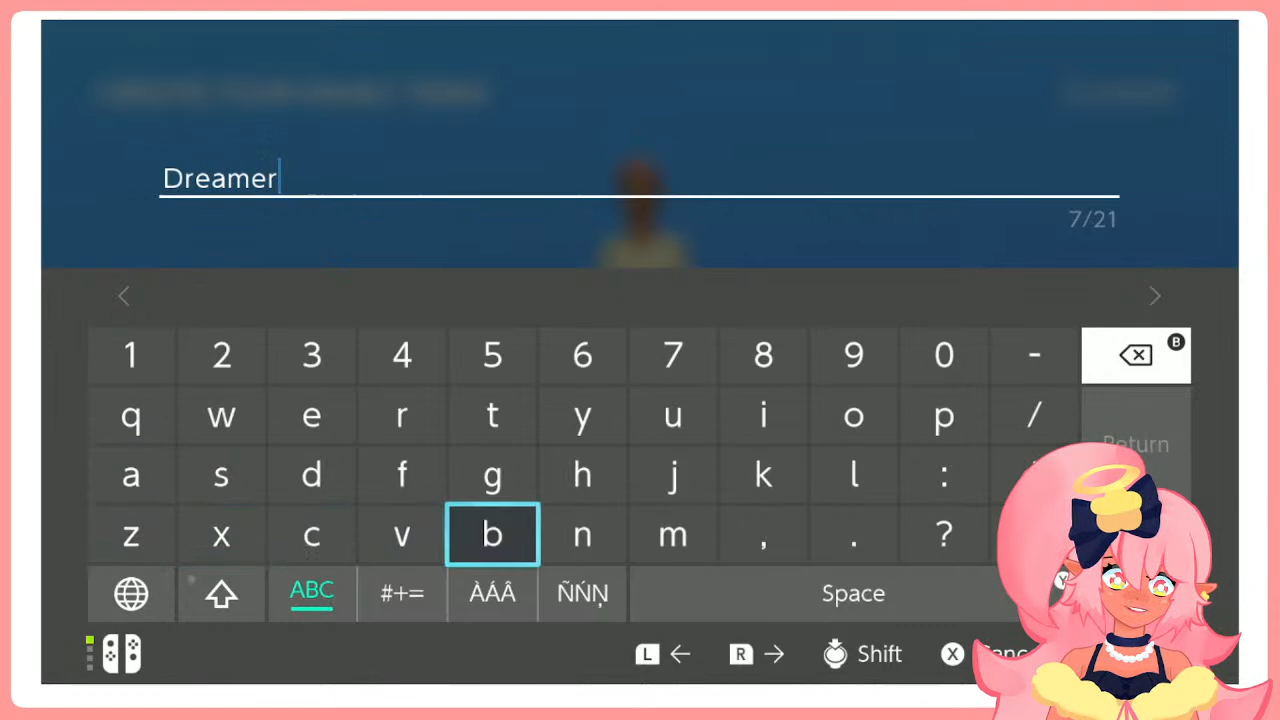 Dreamer
7/21
1 2 3 4 5 6 7 8 9 0 -
B
q w e r t y u i o p /
Return
a s d f g h j k l :
z x c v b n m , . ?
ABC #+= ÀÁÂ ÑŃŅ Space
L ← R → Shift X